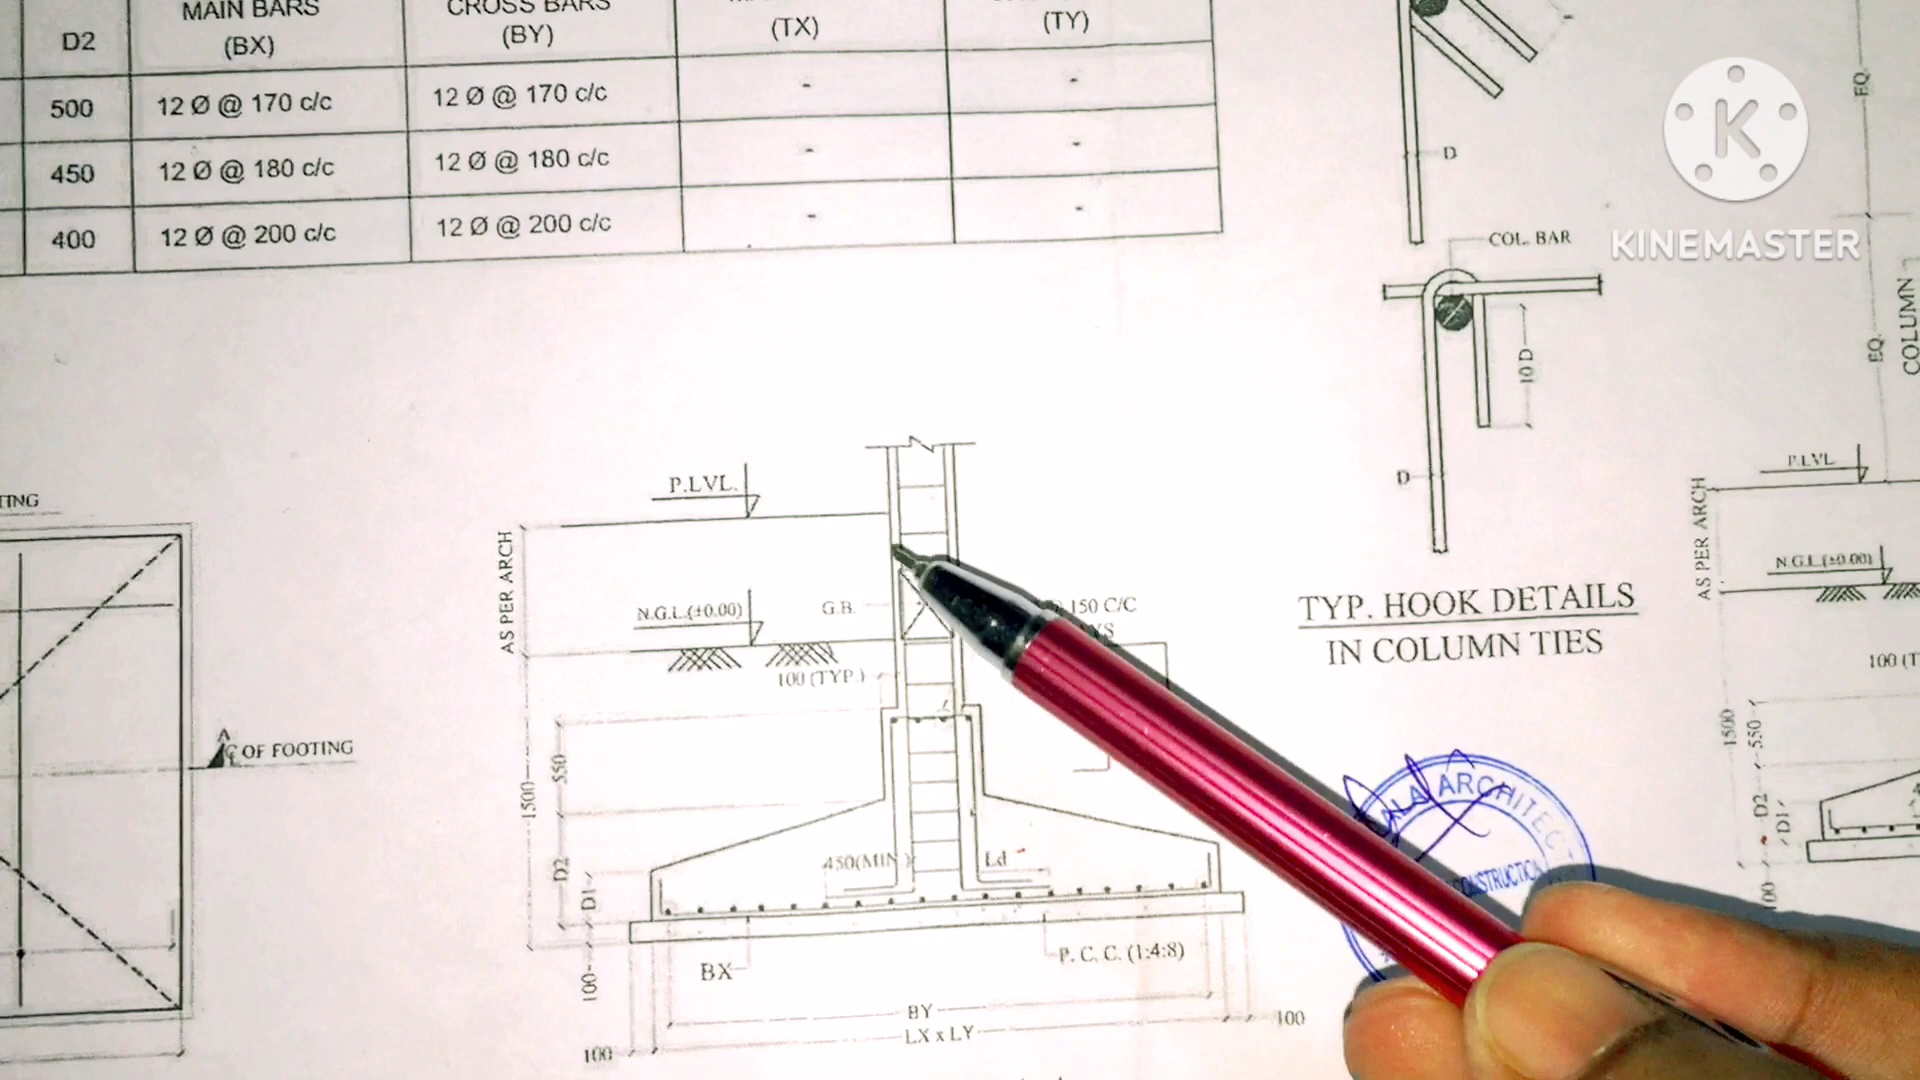 D2
MAIN BARS
(BX)
CROSS BARS
(BY)
(TX)
(TY)
500
12 Ø @ 170 c/c
12 Ø @ 170 c/c
-
-
450
12 Ø @ 180 c/c
12 Ø @ 180 c/c
-
-
400
12 Ø @ 200 c/c
12 Ø @ 200 c/c
-
-
EQ.
D
KINEMASTER
COL. BAR
10 D
EQ.
COLUMN
D
TYP. HOOK DETAILS
IN COLUMN TIES
P.LVL.
AS PER ARCH
N.G.L.(±0.00)
G.B.
150 C/C
100 (TYP.)
1500
550
D2
D1
450(MIN.)
Ld
BX
P. C. C. (1:4:8)
BY
LX x LY
100
100
100
A
OF FOOTING
P.LVL
AS PER ARCH
N.G.L.(±0.00)
1500
550
D2
D1
100
ARCHITEC
CONSTRUCTION